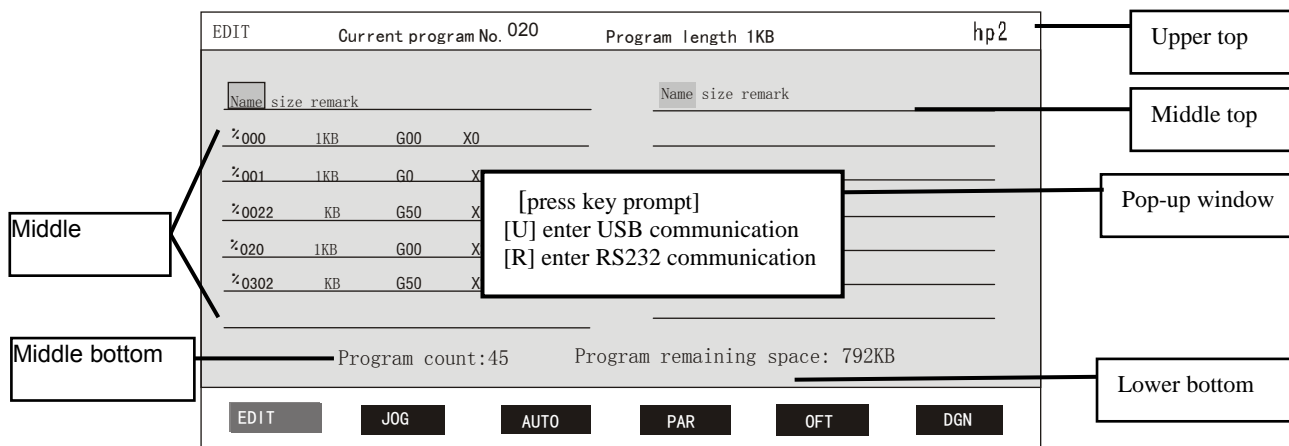 EDIT Current program No. 020 Program length 1KB hp2
Upper top
Name size remark Name size remark
Middle top
%000 1KB G00 X0
%001 1KB G0 X
[press key prompt]
Pop-up window
%0022 KB G50 X
[U] enter USB communication
Middle
%020 1KB G00 X
[R] enter RS232 communication
%0302 KB G50 X
Middle bottom
Program count:45 Program remaining space: 792KB
Lower bottom
EDIT JOG AUTO PAR OFT DGN